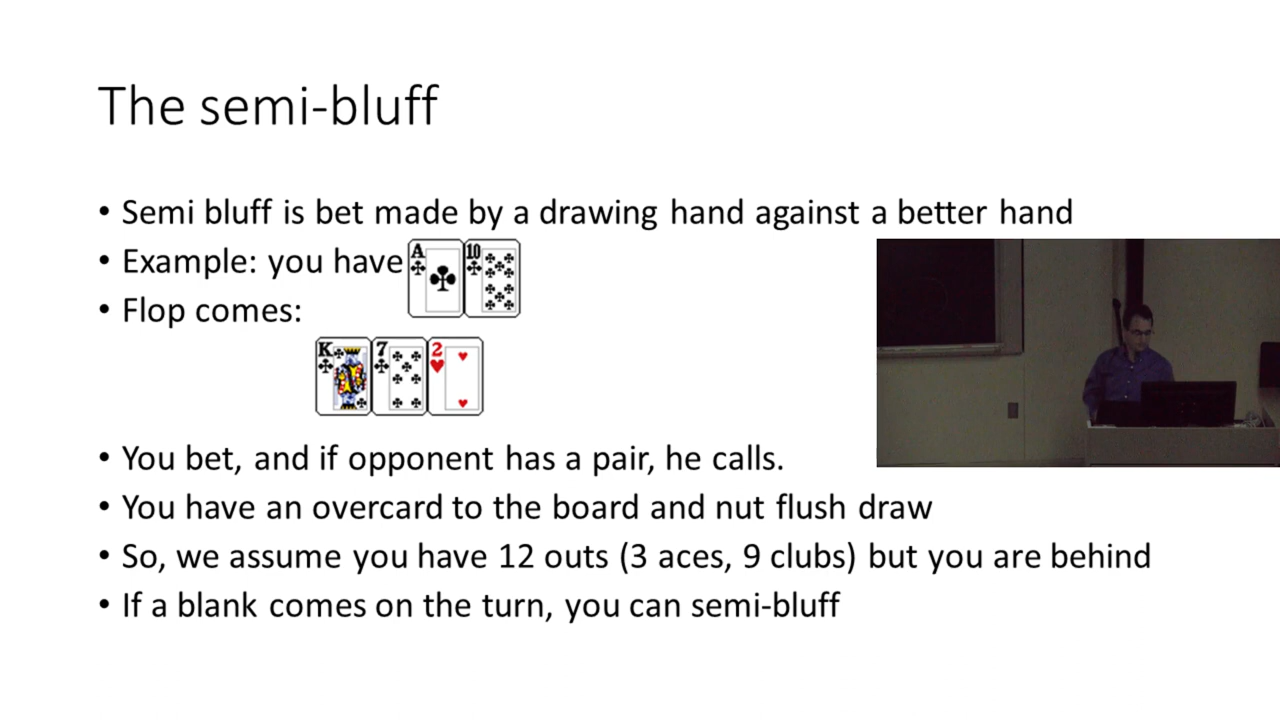 The semi-bluff
• Semi bluff is bet made by a drawing hand against a better hand
• Example: you have A 10
• Flop comes:
K 7 2
• You bet, and if opponent has a pair, he calls.
• You have an overcard to the board and nut flush draw
• So, we assume you have 12 outs (3 aces, 9 clubs) but you are behind
• If a blank comes on the turn, you can semi-bluff